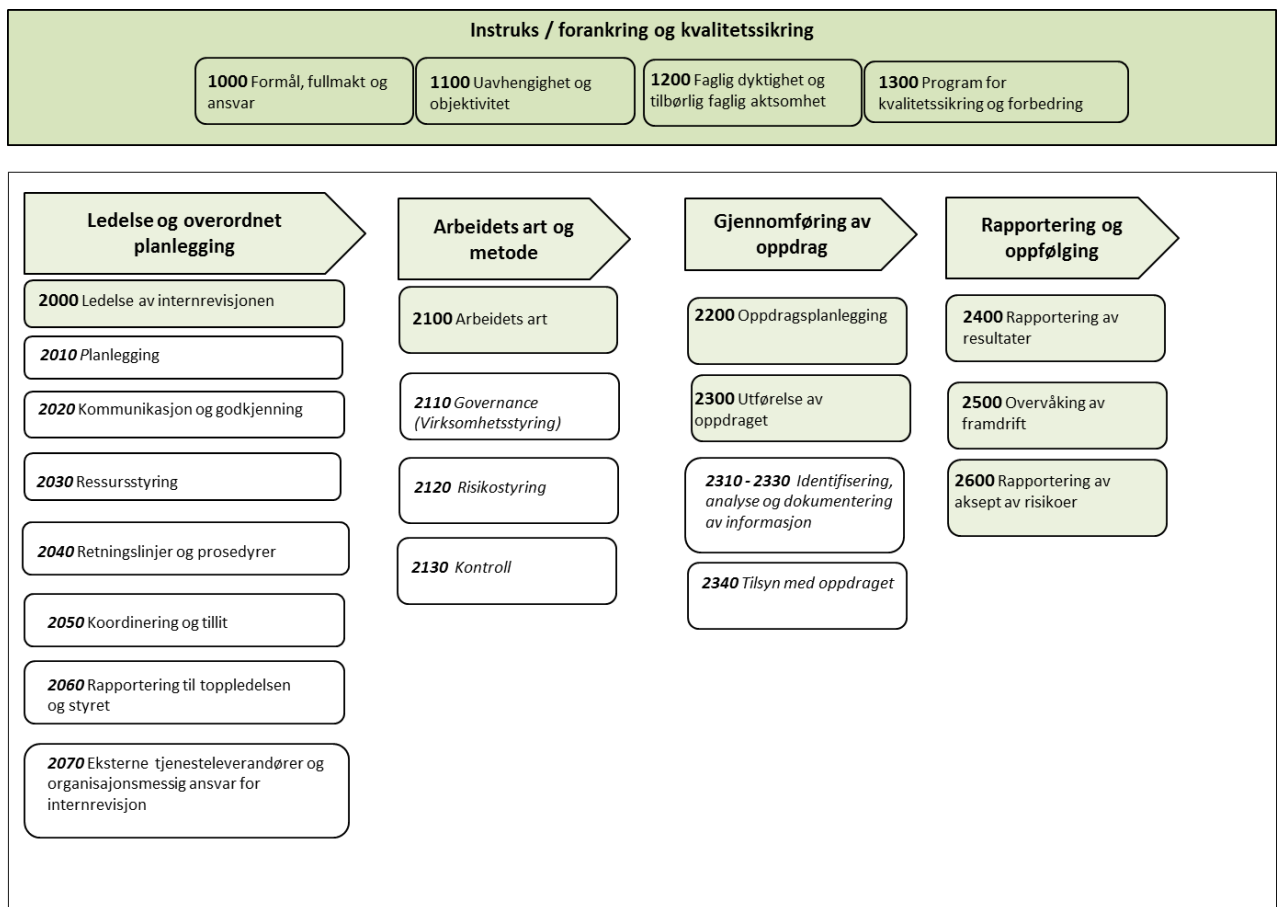 Instruks / forankring og kvalitetssikring
1000 Formål, fullmakt og
ansvar
1100 Uavhengighet og
objektivitet
1200 Faglig dyktighet og
tilbørlig faglig aktsomhet
1300 Program for
kvalitetssikring og forbedring
Ledelse og overordnet
planlegging
2000 Ledelse av internrevisjonen
2010 Planlegging
2020 Kommunikasjon og godkjenning
2030 Ressursstyring
2040 Retningslinjer og prosedyrer
2050 Koordinering og tillit
2060 Rapportering til toppledelsen
og styret
2070 Eksterne tjenesteleverandører og
organisajonsmessig ansvar for
internrevisjon
Arbeidets art og
metode
2100 Arbeidets art
2110 Governance
(Virksomhetsstyring)
2120 Risikostyring
2130 Kontroll
Gjennomføring av
oppdrag
2200 Oppdragsplanlegging
2300 Utførelse av
oppdraget
2310 - 2330 Identifisering,
analyse og dokumentering
av informasjon
2340 Tilsyn med oppdraget
Rapportering og
oppfølging
2400 Rapportering av
resultater
2500 Overvåking av
framdrift
2600 Rapportering av
aksept av risikoer